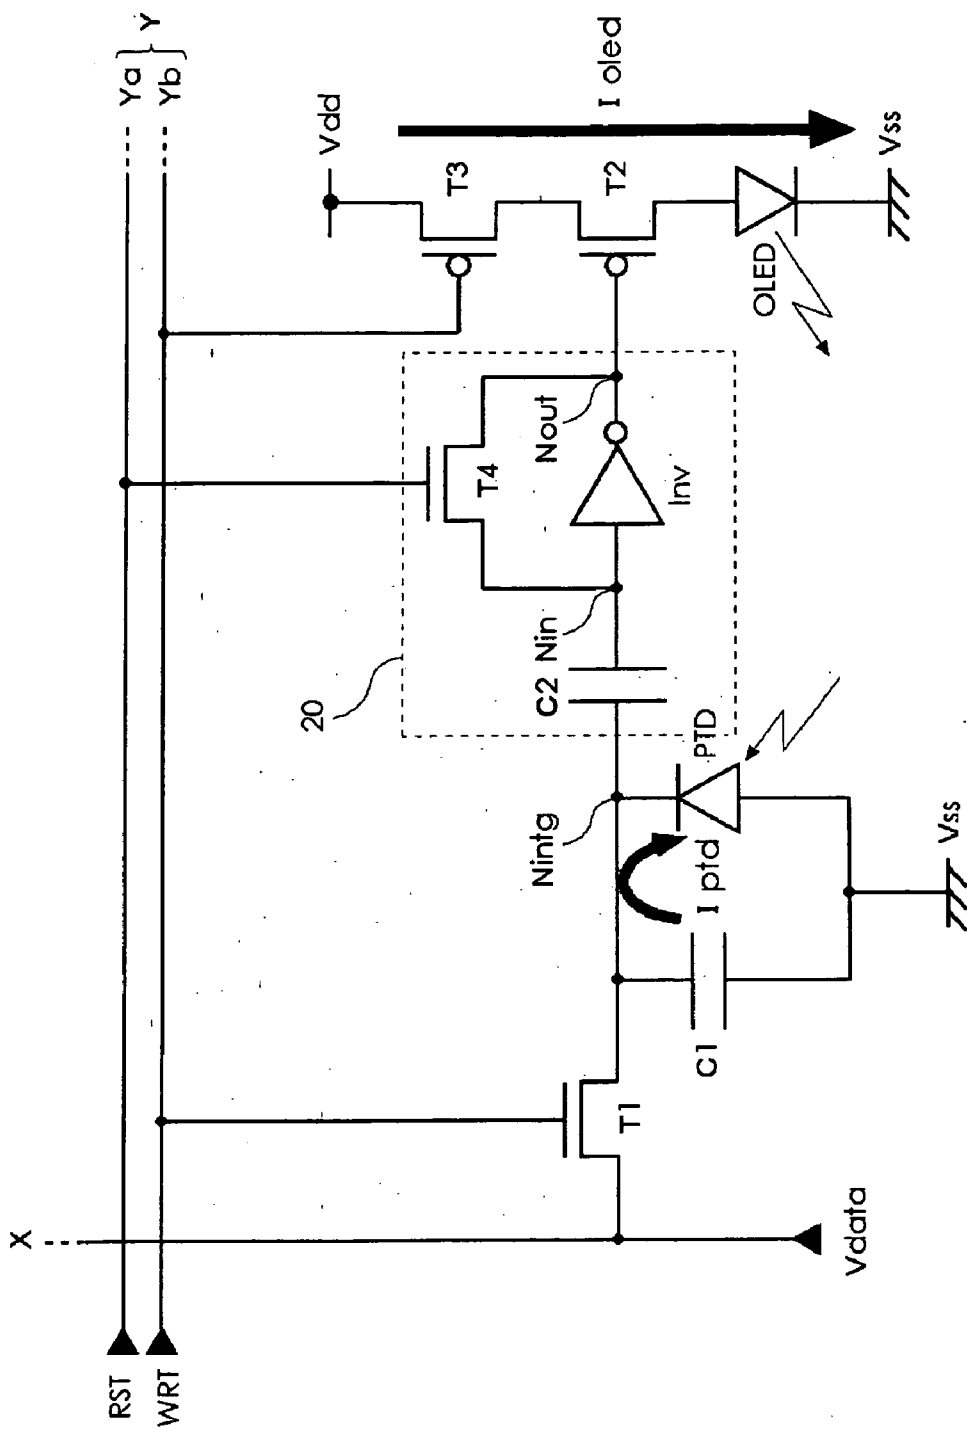 X
RST
WRT
Ya
Yb
Y
Vdd
T3
T2
I oled
OLED
Vss
20
T4
Nout
Inv
Nin
C2
Nintg
PTD
I ptd
C1
T1
Vdata
Vss